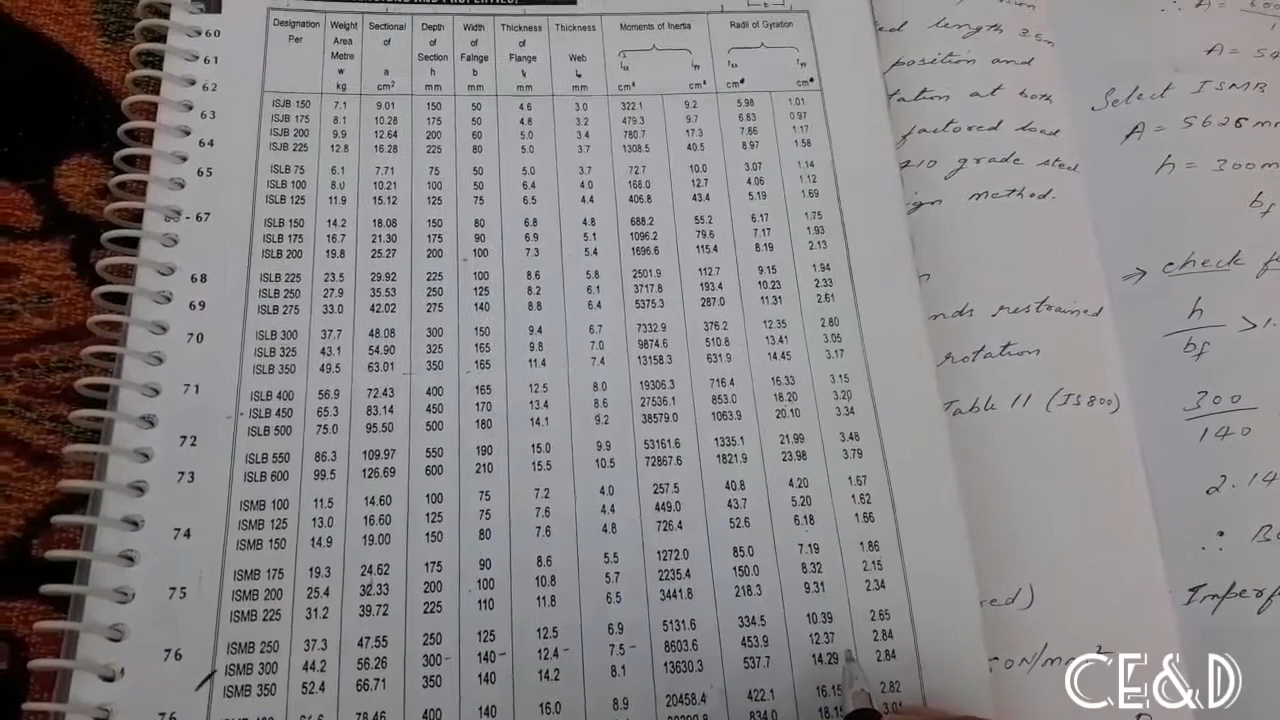 Designation Per
Weight Area Metre w kg
Sectional of a cm²
Depth of Section h mm
Width of Falnge b mm
Thickness of Flange mm
Thickness Web mm
Moments of Inertia
Radii of Gyration
Ixx cm⁴
Iyy cm⁴
rxx
ryy
60
61
62
63
64
65
66 - 67
68
69
70
71
72
73
74
75
76
76
ISJB 150 7.1 9.01 150 50 4.6 3.0 322.1 9.2 5.98 1.01
ISJB 175 8.1 10.28 175 50 4.8 3.2 479.3 9.7 6.83 0.97
ISJB 200 9.9 12.64 200 60 5.0 3.4 780.7 17.3 7.86 1.17
ISJB 225 12.8 16.28 225 80 5.0 3.7 1308.5 40.5 8.97 1.58
ISLB 75 6.1 7.71 75 50 5.0 3.7 72.7 10.0 3.07 1.14
ISLB 100 8.0 10.21 100 50 6.4 4.0 168.0 12.7 4.06 1.12
ISLB 125 11.9 15.12 125 75 6.5 4.4 406.8 43.4 5.19 1.69
ISLB 150 14.2 18.08 150 80 6.8 4.8 688.2 55.2 6.17 1.75
ISLB 175 16.7 21.30 175 90 6.9 5.1 1096.2 79.6 7.17 1.93
ISLB 200 19.8 25.27 200 100 7.3 5.4 1696.6 115.4 8.19 2.13
ISLB 225 23.5 29.92 225 100 8.6 5.8 2501.9 112.7 9.15 1.94
ISLB 250 27.9 35.53 250 125 8.2 6.1 3717.8 193.4 10.23 2.33
ISLB 275 33.0 42.02 275 140 8.8 6.4 5375.3 287.0 11.31 2.61
ISLB 300 37.7 48.08 300 150 9.4 6.7 7332.9 376.2 12.35 2.80
ISLB 325 43.1 54.90 325 165 9.8 7.0 9874.6 510.8 13.41 3.05
ISLB 350 49.5 63.01 350 165 11.4 7.4 13158.3 631.9 14.45 3.17
ISLB 400 56.9 72.43 400 165 12.5 8.0 19306.3 716.4 16.33 3.15
ISLB 450 65.3 83.14 450 170 13.4 8.6 27536.1 853.0 18.20 3.20
ISLB 500 75.0 95.50 500 180 14.1 9.2 38579.0 1063.9 20.10 3.34
ISLB 550 86.3 109.97 550 190 15.0 9.9 53161.6 1335.1 21.99 3.48
ISLB 600 99.5 126.69 600 210 15.5 10.5 72867.6 1821.9 23.98 3.79
ISMB 100 11.5 14.60 100 75 7.2 4.0 257.5 40.8 4.20 1.67
ISMB 125 13.0 16.60 125 75 7.6 4.4 449.0 43.7 5.20 1.62
ISMB 150 14.9 19.00 150 80 7.6 4.8 726.4 52.6 6.18 1.66
ISMB 175 19.3 24.62 175 90 8.6 5.5 1272.0 85.0 7.19 1.86
ISMB 200 25.4 32.33 200 100 10.8 5.7 2235.4 150.0 8.32 2.15
ISMB 225 31.2 39.72 225 110 11.8 6.5 3441.8 218.3 9.31 2.34
ISMB 250 37.3 47.55 250 125 12.5 6.9 5131.6 334.5 10.39 2.65
ISMB 300 44.2 56.26 300 140 12.4 7.5 8603.6 453.9 12.37 2.84
ISMB 350 52.4 66.71 350 140 14.2 8.1 13630.3 537.7 14.29 2.84
78.46 400 140 16.0 8.9 20458.4 422.1 16.15 2.82
834.0
ed length 3.5m
position and
tation at both
factored load
410 grade steel
ign method.
nds restrained
rotation
Table 11 (IS800)
red)
A =
Select ISMB
A = 5626 mm
h = 300m
bf
⇒ check f
h/bf > 1.
300/140
2.14
∴ B
Imperf
CE&D